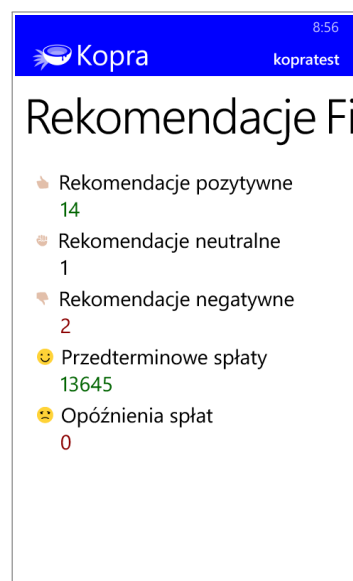 8:56
Kopra
kopratest
Rekomendacje Fi
Rekomendacje pozytywne
14
Rekomendacje neutralne
1
Rekomendacje negatywne
2
Przedterminowe spłaty
13645
Opóźnienia spłat
0